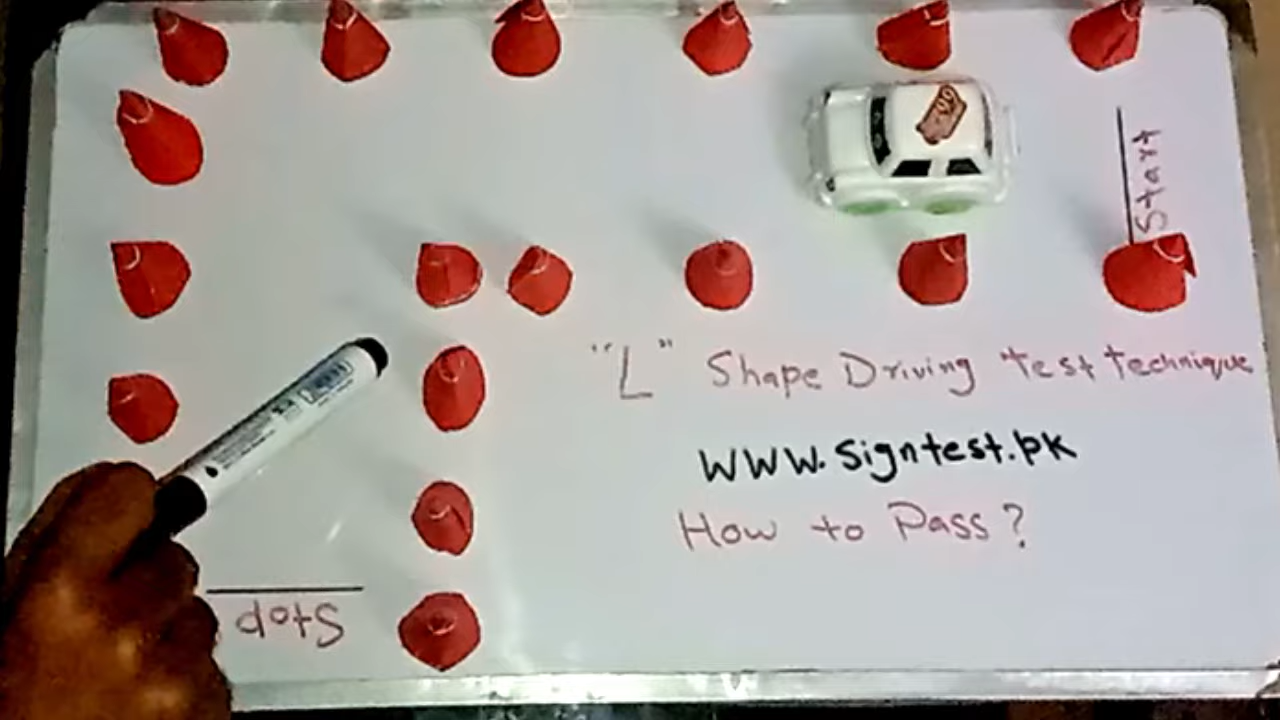 Start
"L" Shape Driving test technique
www.signtest.pk
How to Pass?
Stop